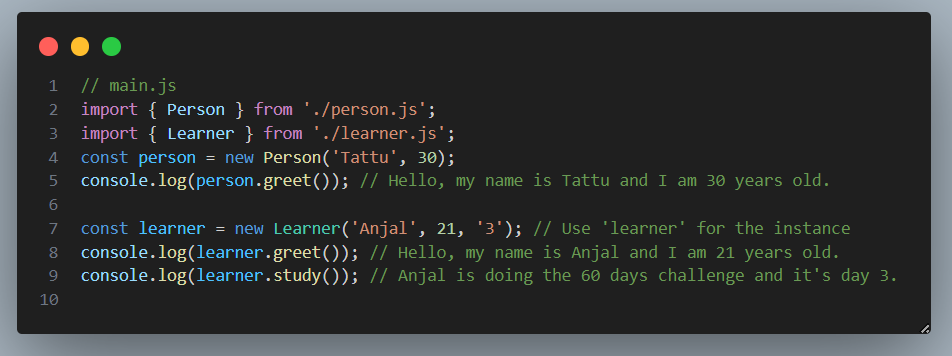 1 // main.js
2 import { Person } from './person.js';
3 import { Learner } from './learner.js';
4 const person = new Person('Tattu', 30);
5 console.log(person.greet()); // Hello, my name is Tattu and I am 30 years old.
6
7 const learner = new Learner('Anjal', 21, '3'); // Use 'learner' for the instance
8 console.log(learner.greet()); // Hello, my name is Anjal and I am 21 years old.
9 console.log(learner.study()); // Anjal is doing the 60 days challenge and it's day 3.
10